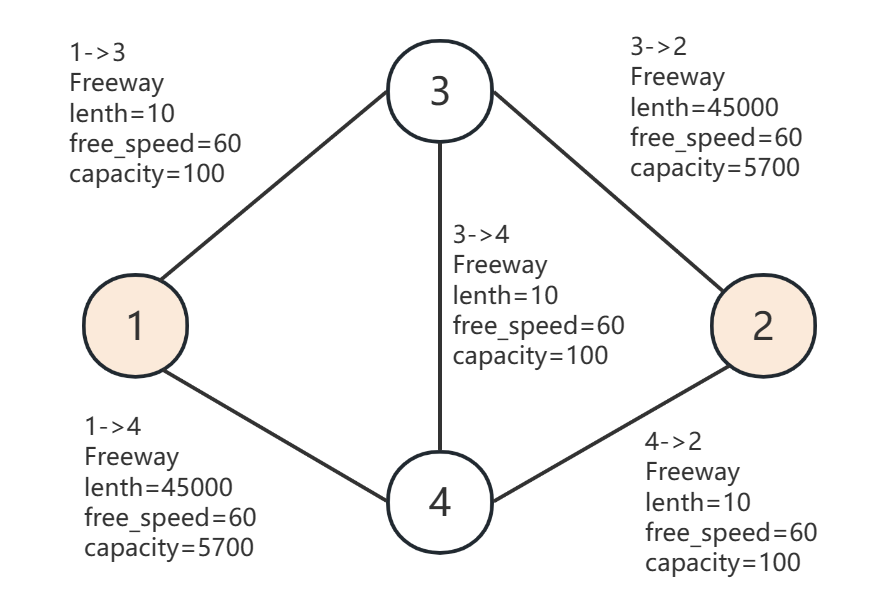 1->3
Freeway
lenth=10
free_speed=60
capacity=100
3
3->2
Freeway
lenth=45000
free_speed=60
capacity=5700
3->4
Freeway
lenth=10
free_speed=60
capacity=100
1
2
1->4
Freeway
lenth=45000
free_speed=60
capacity=5700
4
4->2
Freeway
lenth=10
free_speed=60
capacity=100